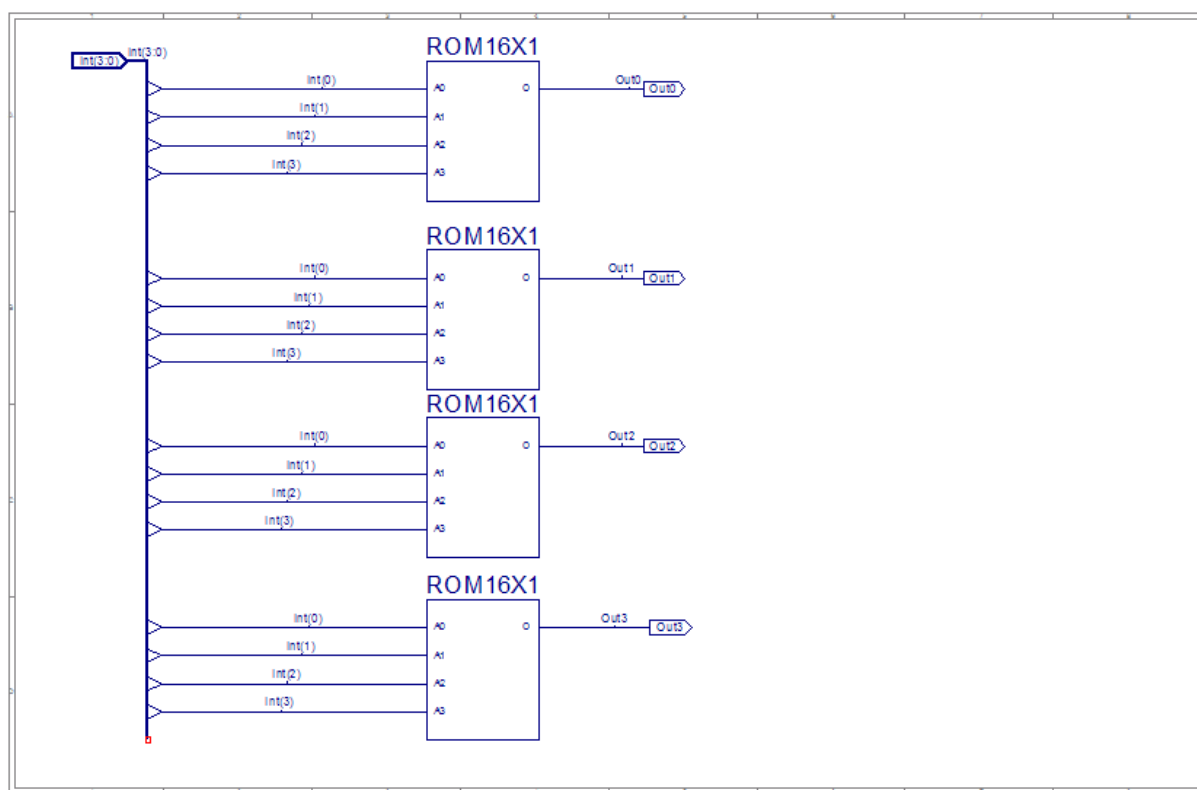 Int(3:0)
Int(3:0)
ROM16X1
Int(0)
A0
O
Out0
Out0
Int(1)
A1
Int(2)
A2
Int(3)
A3
ROM16X1
Int(0)
A0
O
Out1
Out1
Int(1)
A1
Int(2)
A2
Int(3)
A3
ROM16X1
Int(0)
A0
O
Out2
Out2
Int(1)
A1
Int(2)
A2
Int(3)
A3
ROM16X1
Int(0)
A0
O
Out3
Out3
Int(1)
A1
Int(2)
A2
Int(3)
A3